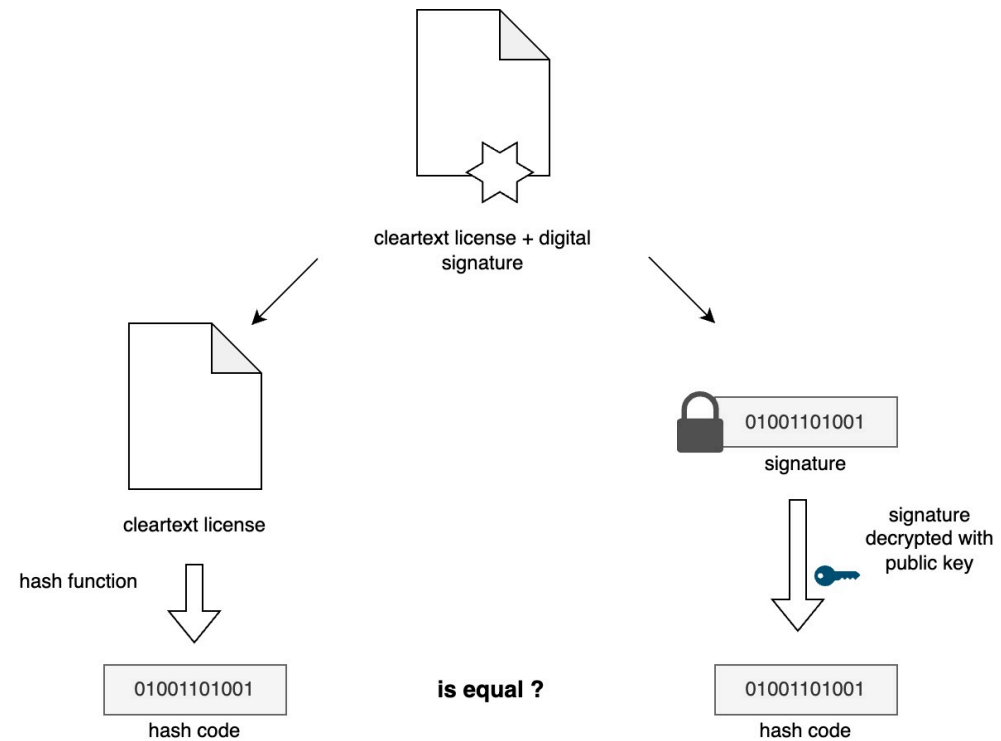 cleartext license + digital
signature
cleartext license
hash function
01001101001
hash code
01001101001
signature
signature
decrypted with
public key
01001101001
hash code
is equal ?